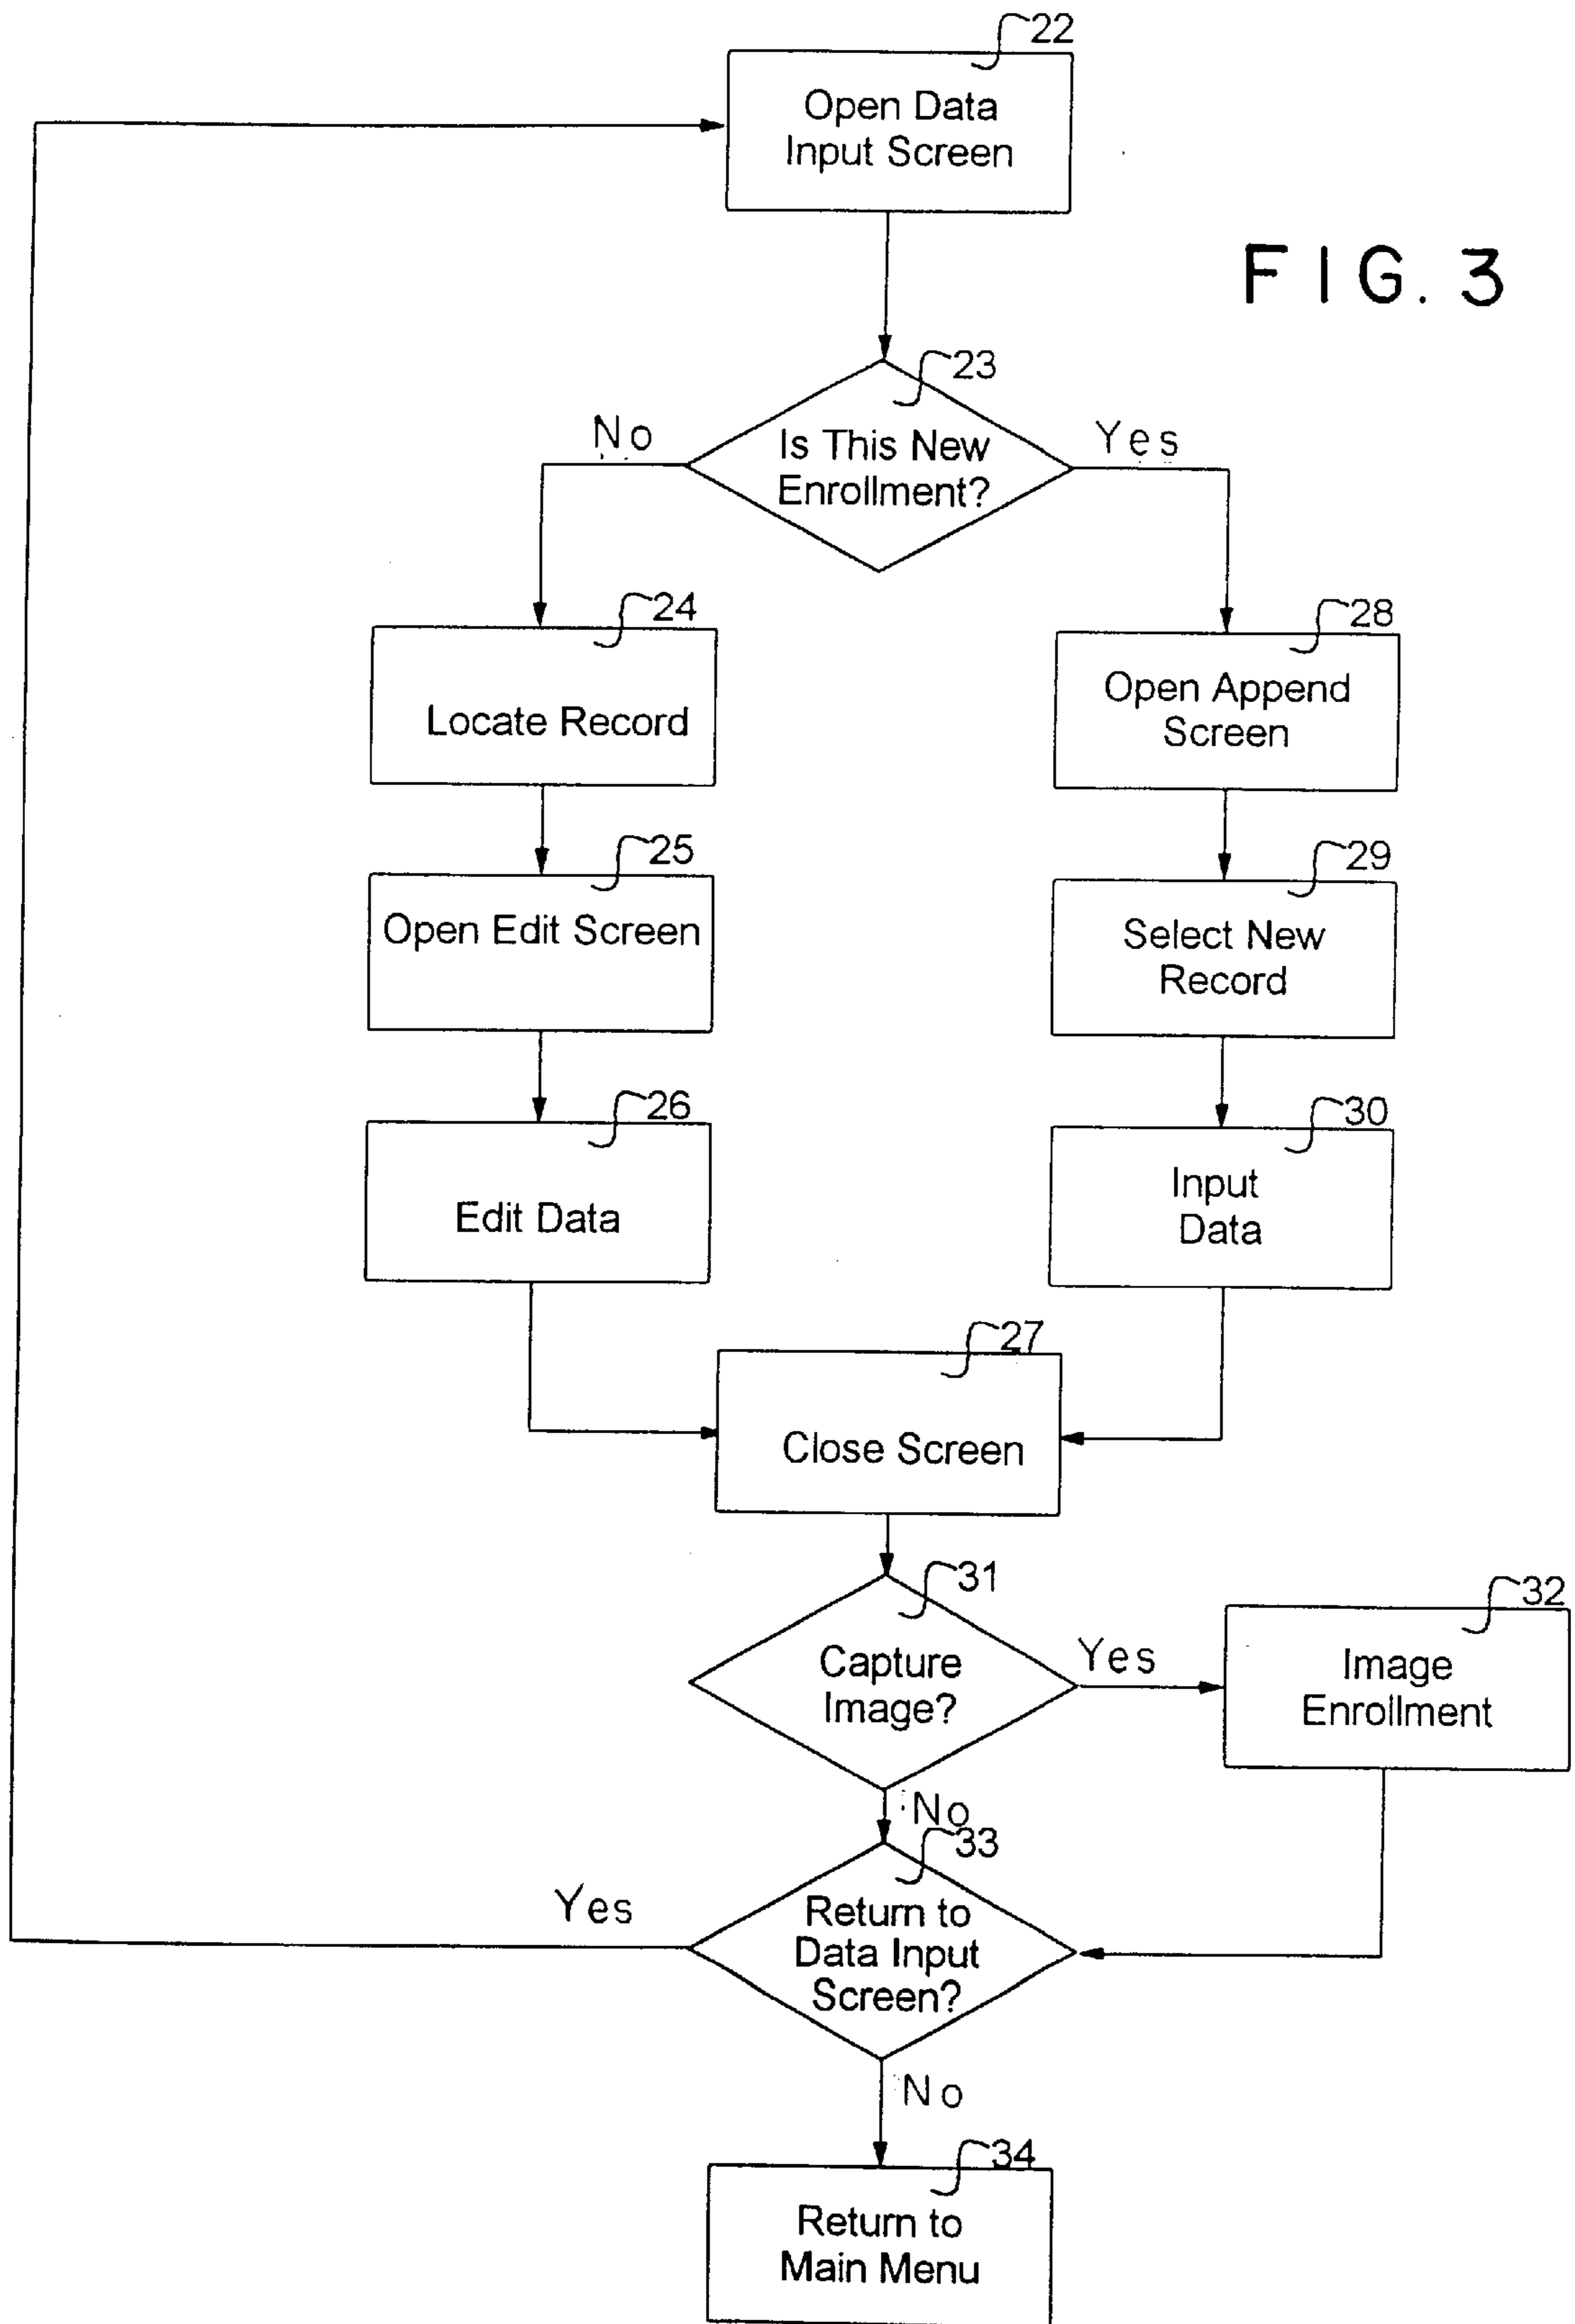 22
Open Data
Input Screen
FIG. 3
23
No
Is This New
Enrollment?
Yes
24
Locate Record
28
Open Append
Screen
25
Open Edit Screen
29
Select New
Record
26
Edit Data
30
Input
Data
27
Close Screen
31
Capture
Image?
Yes
32
Image
Enrollment
No
33
Yes
Return to
Data Input
Screen?
No
34
Return to
Main Menu